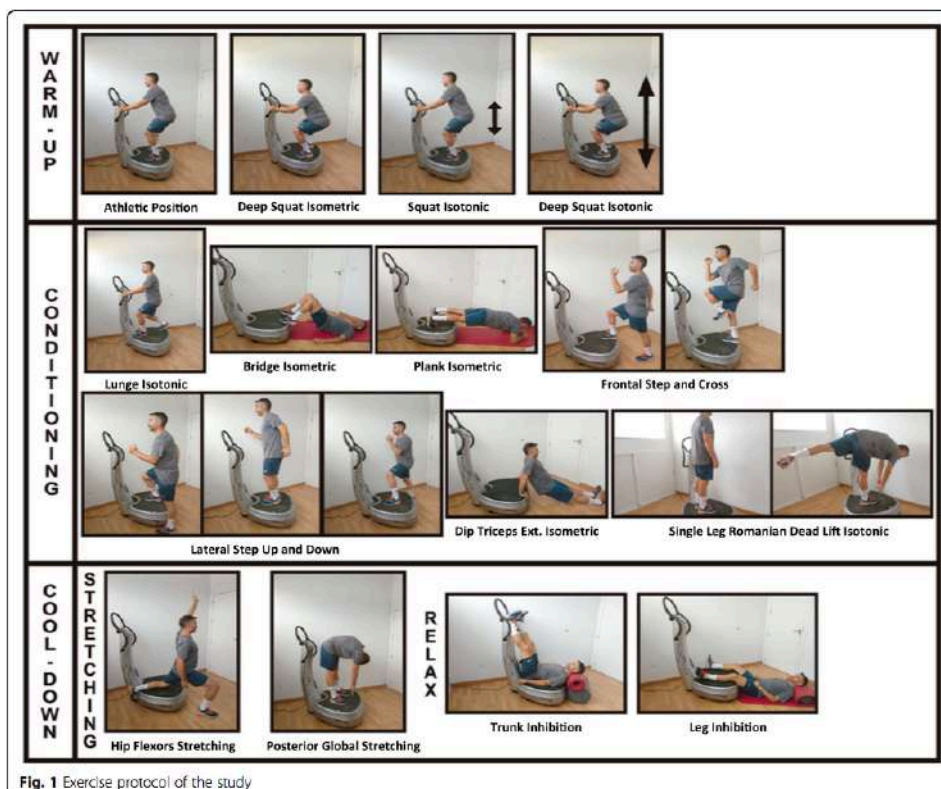 WARM-UP
Athletic Position
Deep Squat Isometric
Squat Isotonic
Deep Squat Isotonic
CONDITIONING
Lunge Isotonic
Bridge Isometric
Plank Isometric
Frontal Step and Cross
Lateral Step Up and Down
Dip Triceps Ext. Isometric
Single Leg Romanian Dead Lift Isotonic
COOL-DOWN
STRETCHING
Hip Flexors Stretching
Posterior Global Stretching
RELAX
Trunk Inhibition
Leg Inhibition
Fig. 1 Exercise protocol of the study